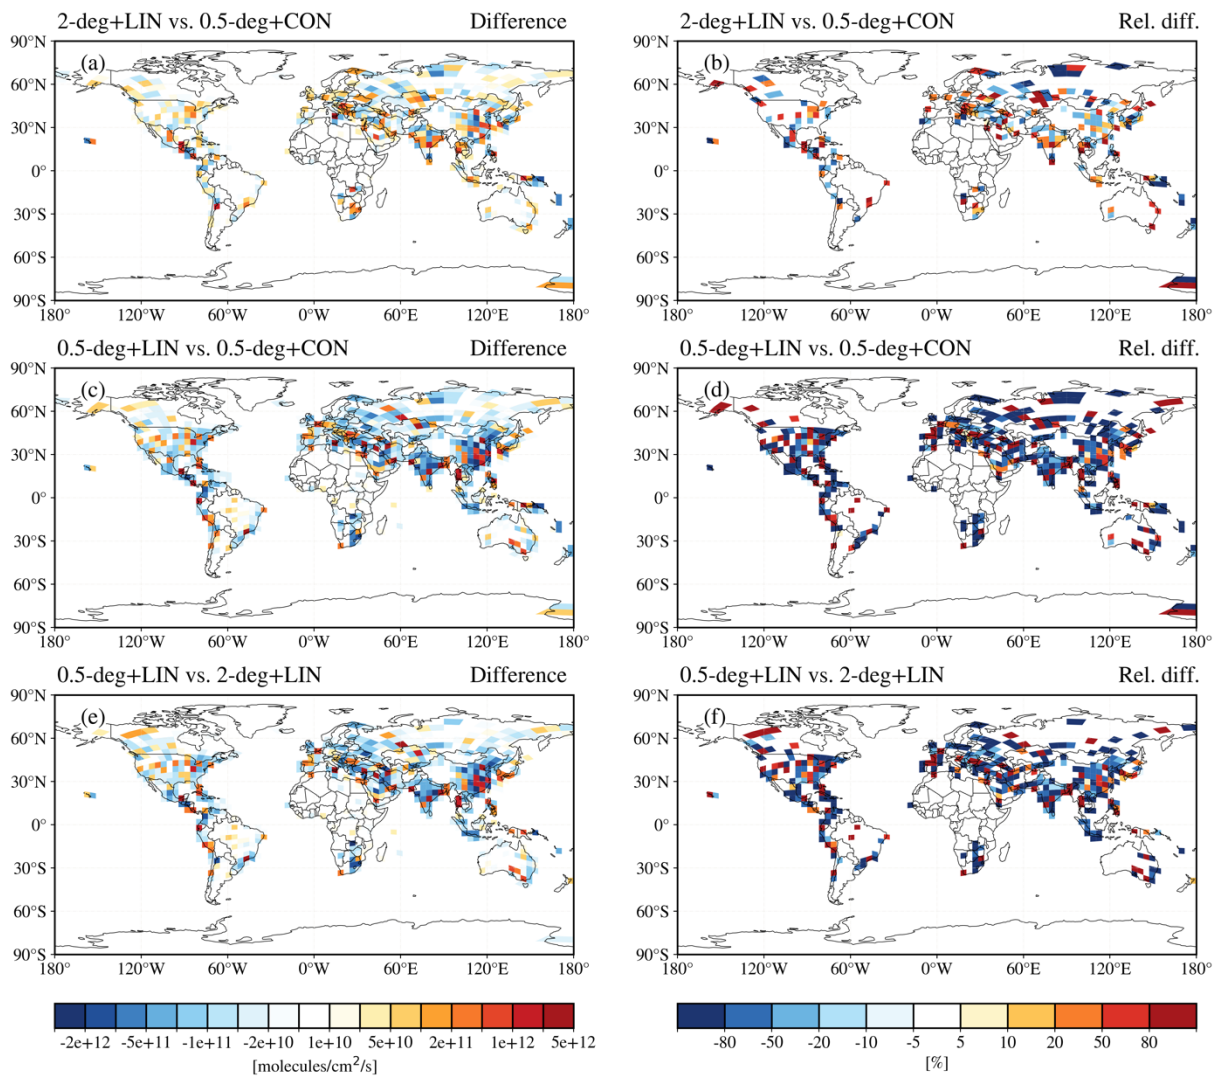 2-deg+LIN vs. 0.5-deg+CON Difference 2-deg+LIN vs. 0.5-deg+CON Rel. diff.
90°N 90°N
(a) (b)
60°N 60°N
30°N 30°N
0° 0°
30°S 30°S
60°S 60°S
90°S 90°S
180° 120°W 60°W 0°W 60°E 120°E 180° 180° 120°W 60°W 0°W 60°E 120°E 180°
0.5-deg+LIN vs. 0.5-deg+CON Difference 0.5-deg+LIN vs. 0.5-deg+CON Rel. diff.
90°N 90°N
(c) (d)
60°N 60°N
30°N 30°N
0° 0°
30°S 30°S
60°S 60°S
90°S 90°S
180° 120°W 60°W 0°W 60°E 120°E 180° 180° 120°W 60°W 0°W 60°E 120°E 180°
0.5-deg+LIN vs. 2-deg+LIN Difference 0.5-deg+LIN vs. 2-deg+LIN Rel. diff.
90°N 90°N
(e) (f)
60°N 60°N
30°N 30°N
0° 0°
30°S 30°S
60°S 60°S
90°S 90°S
180° 120°W 60°W 0°W 60°E 120°E 180° 180° 120°W 60°W 0°W 60°E 120°E 180°
-2e+12 -5e+11 -1e+11 -2e+10 1e+10 5e+10 2e+11 1e+12 5e+12 -80 -50 -20 -10 -5 5 10 20 50 80
[molecules/cm²/s] [%]